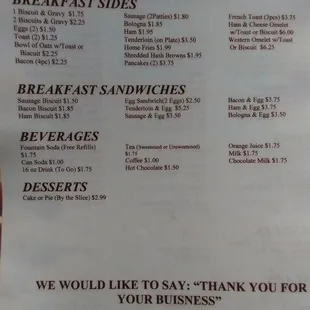 BREAKFAST SIDES
1 Biscuit & Gravy $1.75
2 Biscuits & Gravy $2.25
Eggs (2) $1.50
Toast (2) $1.25
Bowl of Oats w/Toast or
Biscuit $2.25
Bacon (4pc) $2.25
Sausage (2Patties) $1.80
Bologna $1.85
Ham $1.95
Tenderloin (on Plate) $3.50
Home Fries $1.99
Shredded Hash Browns $1.95
Pancakes (2) $3.75
French Toast (2pcs) $3.75
Ham & Cheese Omelet
w/Toast or Biscuit $6.00
Western Omelet w/Toast
Or Biscuit $6.25
BREAKFAST SANDWICHES
Sausage Biscuit $1.50
Bacon Biscuit $1.85
Ham Biscuit $1.85
Egg Sandwich(2 Eggs) $2.50
Tenderloin & Egg $5.25
Sausage & Egg $3.50
Bacon & Egg $3.75
Ham & Egg $3.75
Bologna & Egg $3.50
BEVERAGES
Fountain Soda (Free Refills)
$1.75
Can Soda $1.00
16 oz Drink (To Go) $1.75
Tea (Sweetened or Unsweetened)
$1.75
Coffee $1.00
Hot Chocolate $1.50
Orange Juice $1.75
Milk $1.75
Chocolate Milk $1.75
DESSERTS
Cake or Pie (By the Slice) $2.99
WE WOULD LIKE TO SAY: “THANK YOU FOR
YOUR BUISNESS”